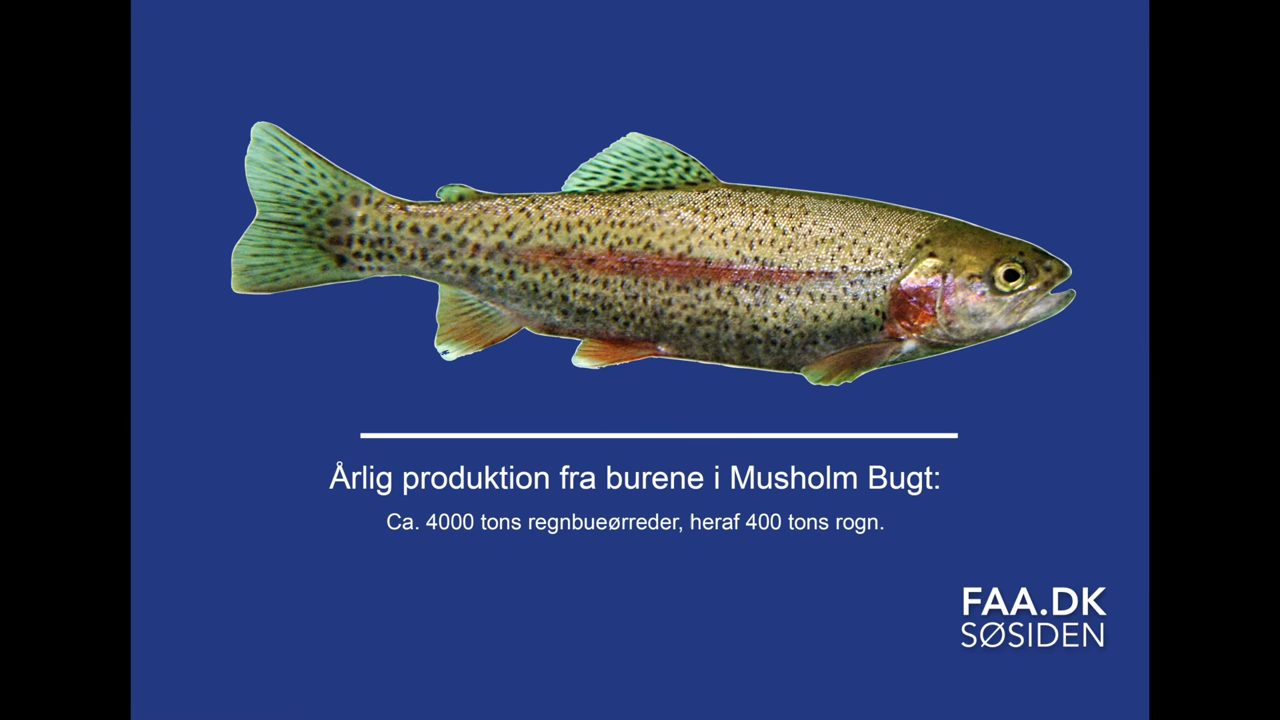 Årlig produktion fra burene i Musholm Bugt:
Ca. 4000 tons regnbueørreder, heraf 400 tons rogn.
FAA.DK
SØSIDEN